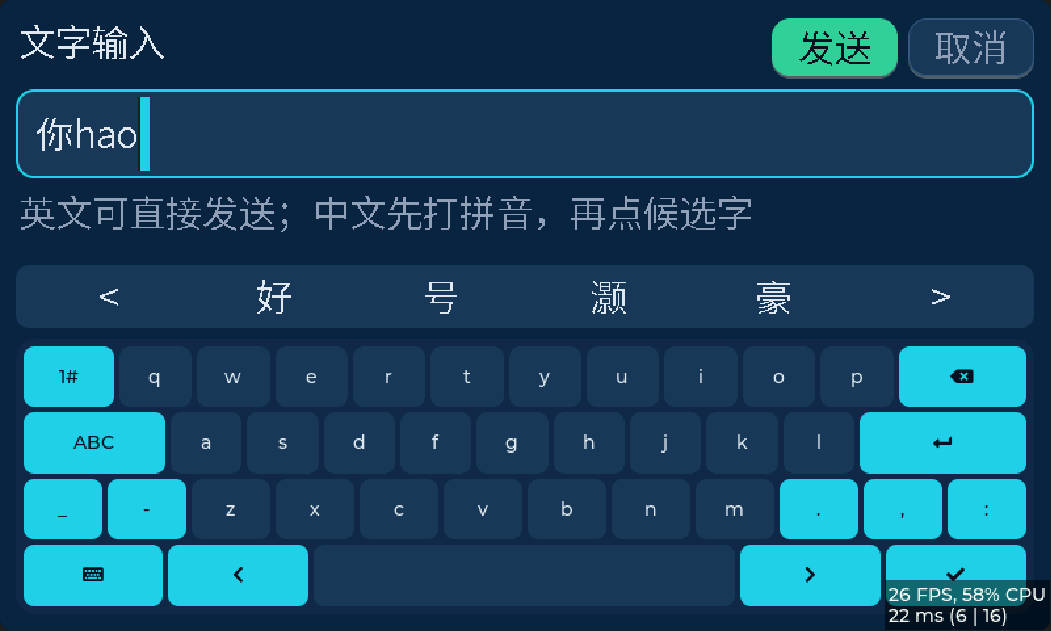 文字输入 发送 取消
你hao
英文可直接发送；中文先打拼音，再点候选字
< 好 号 灏 豪 >
1# q w e r t y u i o p
ABC a s d f g h j k l
_ - z x c v b n m . , :
< >
26 FPS, 58% CPU
22 ms (6 | 16)